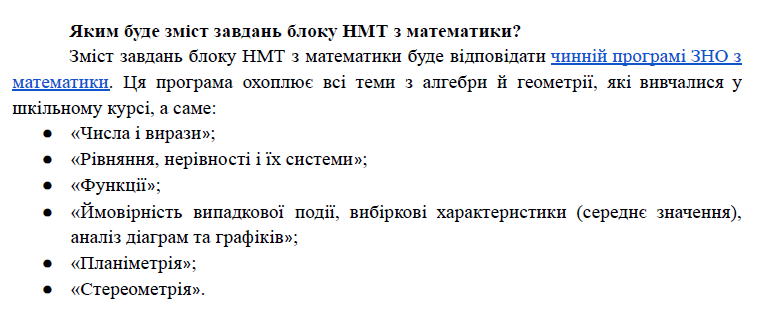 Яким буде зміст завдань блоку НМТ з математики?
Зміст завдань блоку НМТ з математики буде відповідати чинній програмі ЗНО з
математики. Ця програма охоплює всі теми з алгебри й геометрії, які вивчалися у
шкільному курсі, а саме:
● «Числа і вирази»;
● «Рівняння, нерівності і їх системи»;
● «Функції»;
● «Ймовірність випадкової події, вибіркові характеристики (середнє значення),
аналіз діаграм та графіків»;
● «Планіметрія»;
● «Стереометрія».